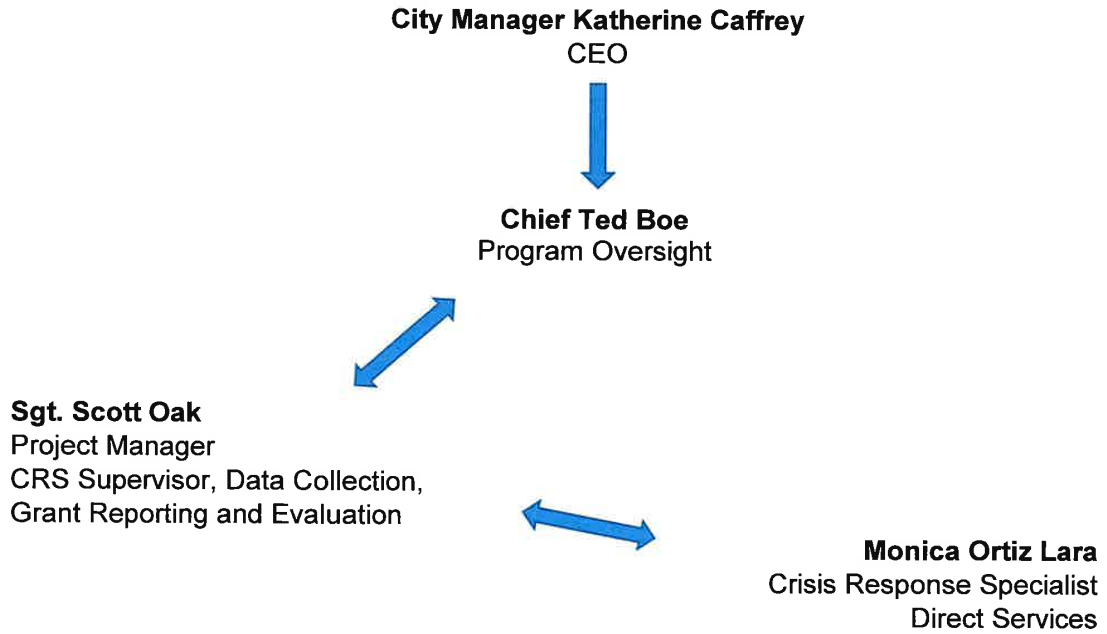 City Manager Katherine Caffrey
CEO
Chief Ted Boe
Program Oversight
Sgt. Scott Oak
Project Manager
CRS Supervisor, Data Collection,
Grant Reporting and Evaluation
Monica Ortiz Lara
Crisis Response Specialist
Direct Services